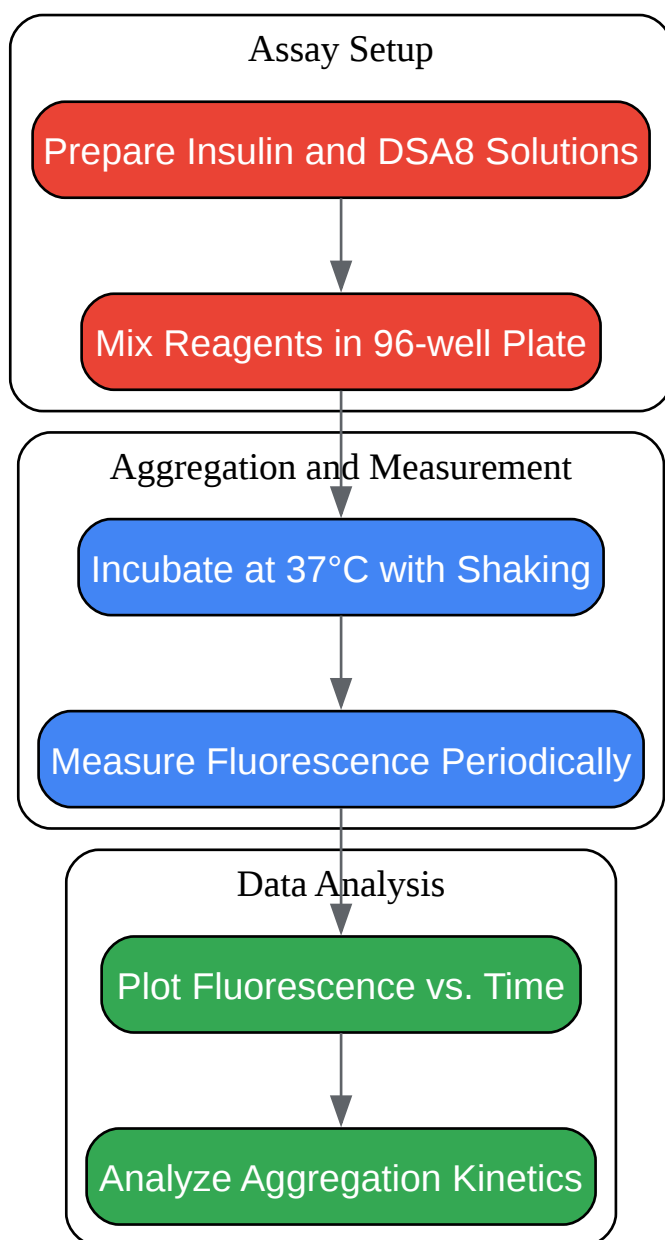 Assay Setup
Prepare Insulin and DSA8 Solutions
Mix Reagents in 96-well Plate
Aggregation and Measurement
Incubate at 37°C with Shaking
Measure Fluorescence Periodically
Data Analysis
Plot Fluorescence vs. Time
Analyze Aggregation Kinetics